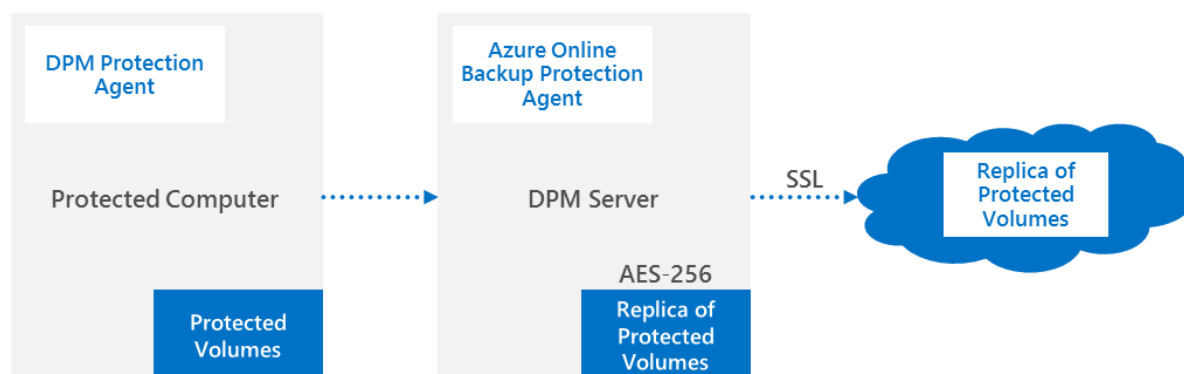 DPM Protection
Agent
Protected Computer
Protected
Volumes
Azure Online
Backup Protection
Agent
DPM Server
AES-256
Replica of
Protected
Volumes
SSL
Replica of
Protected
Volumes